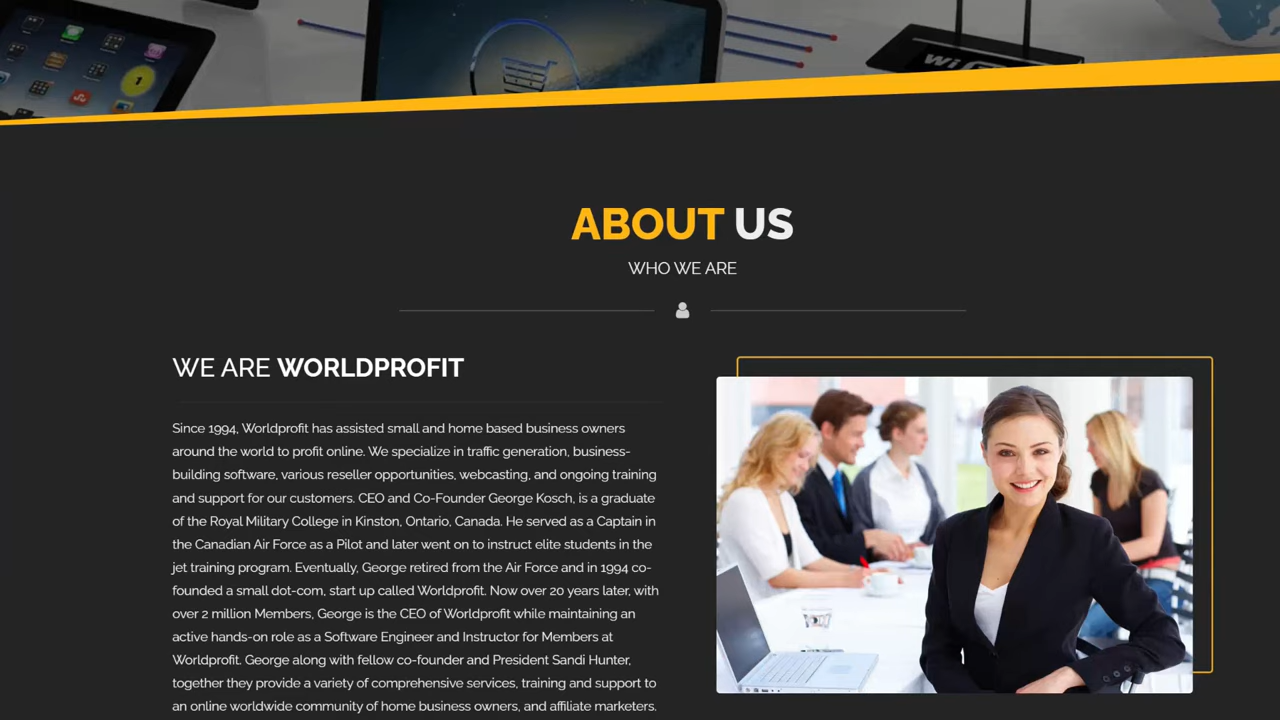 Wi
ABOUT US
WHO WE ARE
WE ARE WORLDPROFIT
Since 1994, Worldprofit has assisted small and home based business owners
around the world to profit online. We specialize in traffic generation, business-
building software, various reseller opportunities, webcasting, and ongoing training
and support for our customers. CEO and Co-Founder George Kosch, is a graduate
of the Royal Military College in Kinston, Ontario, Canada. He served as a Captain in
the Canadian Air Force as a Pilot and later went on to instruct elite students in the
jet training program. Eventually, George retired from the Air Force and in 1994 co-
founded a small dot-com, start up called Worldprofit. Now over 20 years later, with
over 2 million Members, George is the CEO of Worldprofit while maintaining an
active hands-on role as a Software Engineer and Instructor for Members at
Worldprofit. George along with fellow co-founder and President Sandi Hunter,
together they provide a variety of comprehensive services, training and support to
an online worldwide community of home business owners, and affiliate marketers.